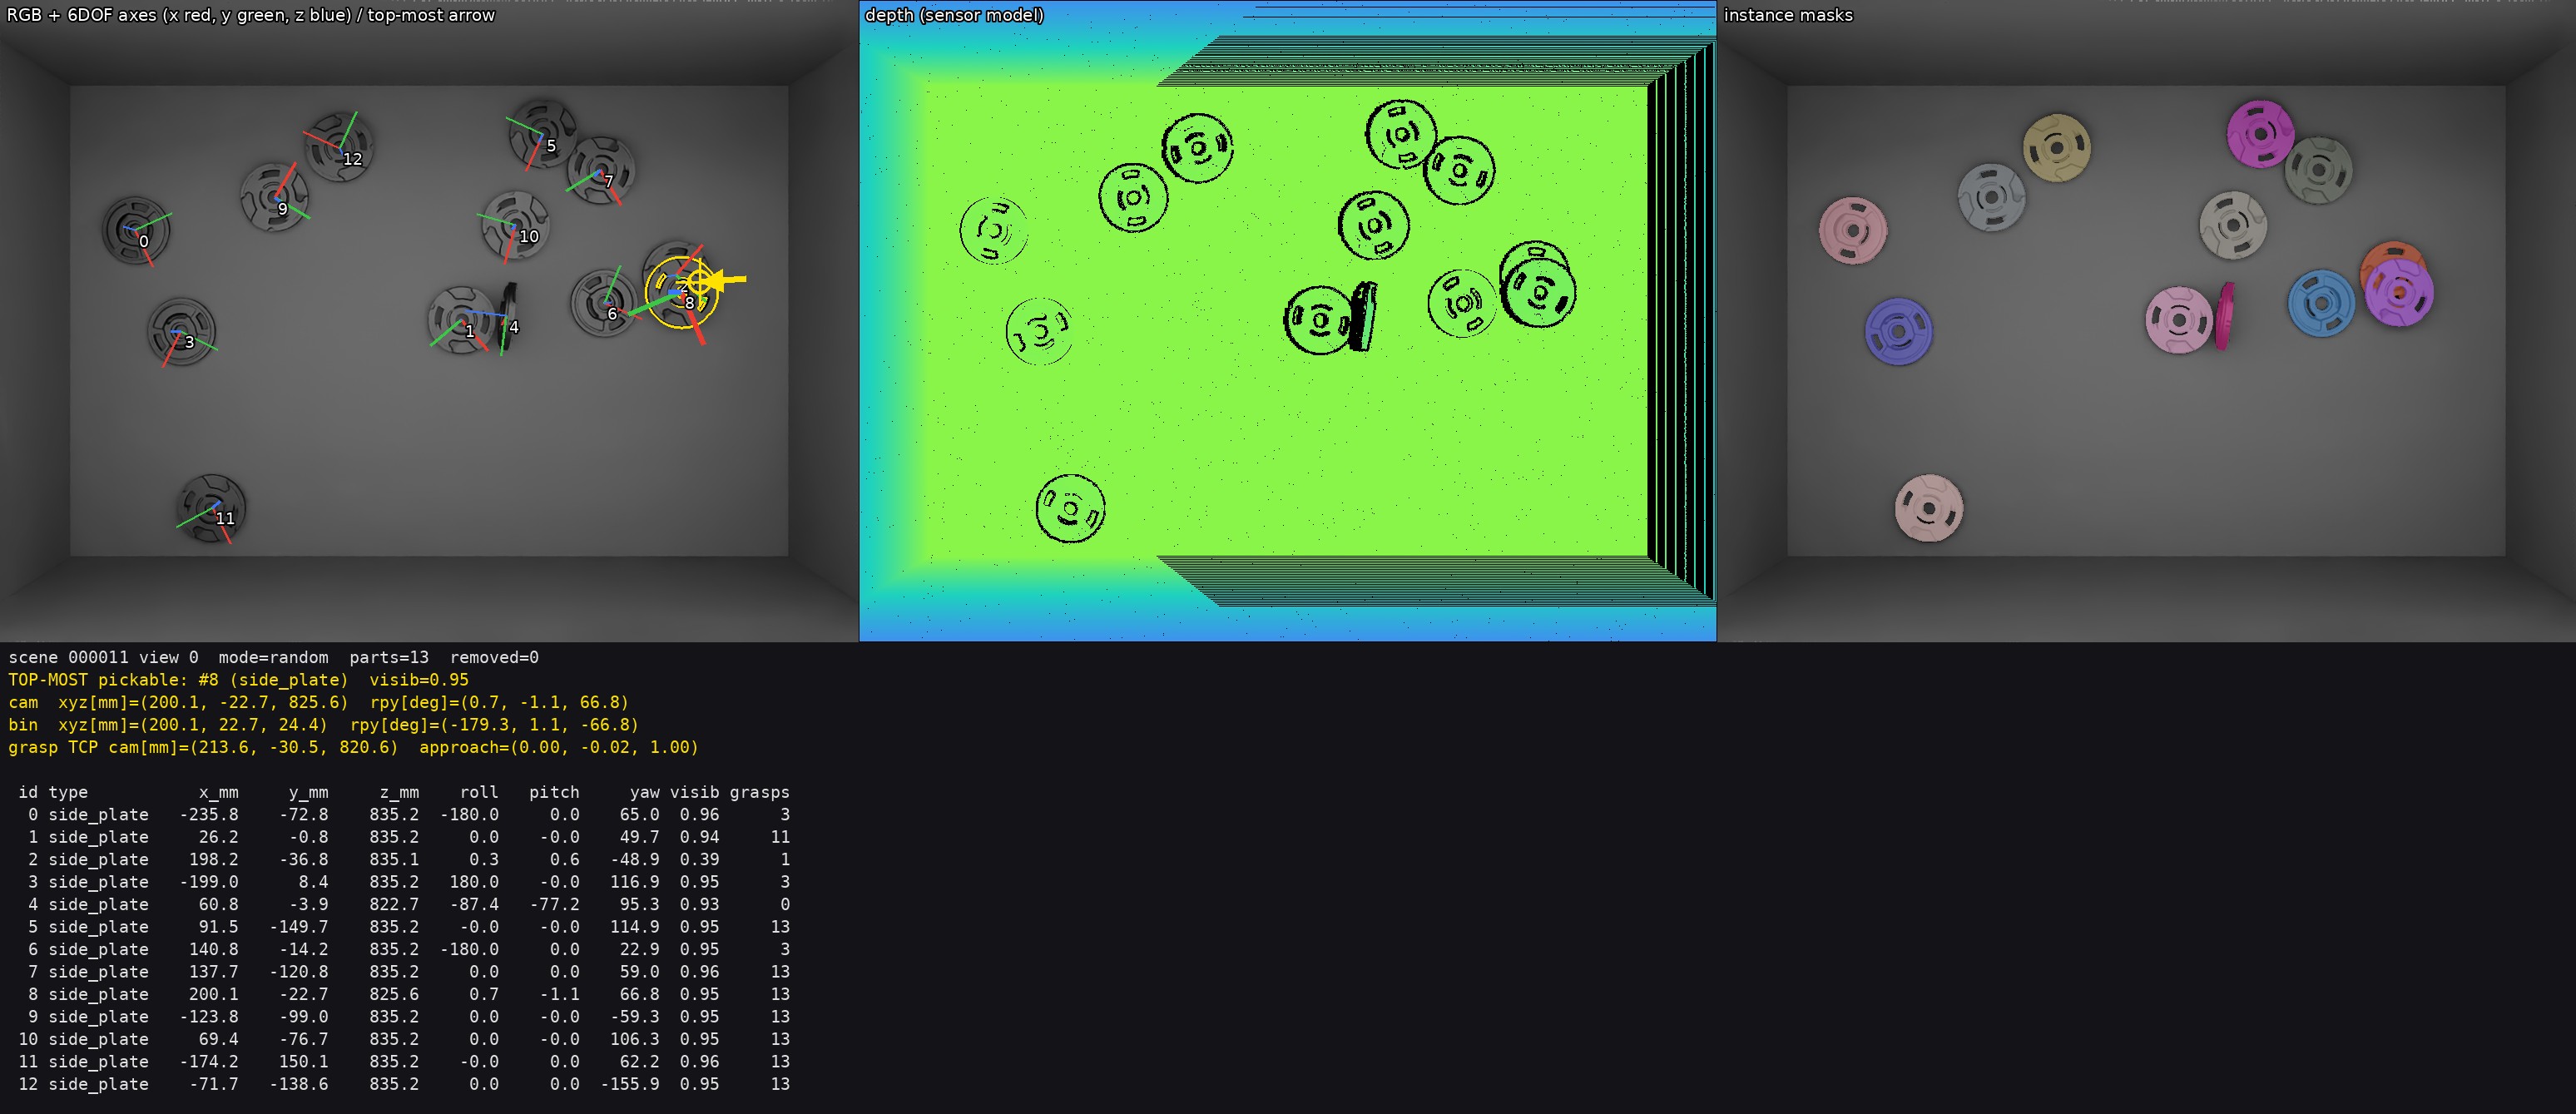 RGB + 6DOF axes (x red, y green, z blue) / top-most arrow
depth (sensor model)
instance masks
12
5
7
9
0
10
8
6
1
4
3
11
scene 000011 view 0  mode=random  parts=13  removed=0
TOP-MOST pickable: #8 (side_plate)  visib=0.95
cam  xyz[mm]=(200.1, -22.7, 825.6)  rpy[deg]=(0.7, -1.1, 66.8)
bin  xyz[mm]=(200.1, 22.7, 24.4)  rpy[deg]=(-179.3, 1.1, -66.8)
grasp TCP cam[mm]=(213.6, -30.5, 820.6)  approach=(0.00, -0.02, 1.00)
id type x_mm y_mm z_mm roll pitch yaw visib grasps
0 side_plate -235.8 -72.8 835.2 -180.0 0.0 65.0 0.96 3
1 side_plate 26.2 -0.8 835.2 0.0 -0.0 49.7 0.94 11
2 side_plate 198.2 -36.8 835.1 0.3 0.6 -48.9 0.39 1
3 side_plate -199.0 8.4 835.2 180.0 -0.0 116.9 0.95 3
4 side_plate 60.8 -3.9 822.7 -87.4 -77.2 95.3 0.93 0
5 side_plate 91.5 -149.7 835.2 -0.0 -0.0 114.9 0.95 13
6 side_plate 140.8 -14.2 835.2 -180.0 0.0 22.9 0.95 3
7 side_plate 137.7 -120.8 835.2 0.0 0.0 59.0 0.96 13
8 side_plate 200.1 -22.7 825.6 0.7 -1.1 66.8 0.95 13
9 side_plate -123.8 -99.0 835.2 0.0 -0.0 -59.3 0.95 13
10 side_plate 69.4 -76.7 835.2 0.0 -0.0 106.3 0.95 13
11 side_plate -174.2 150.1 835.2 -0.0 0.0 62.2 0.96 13
12 side_plate -71.7 -138.6 835.2 0.0 0.0 -155.9 0.95 13